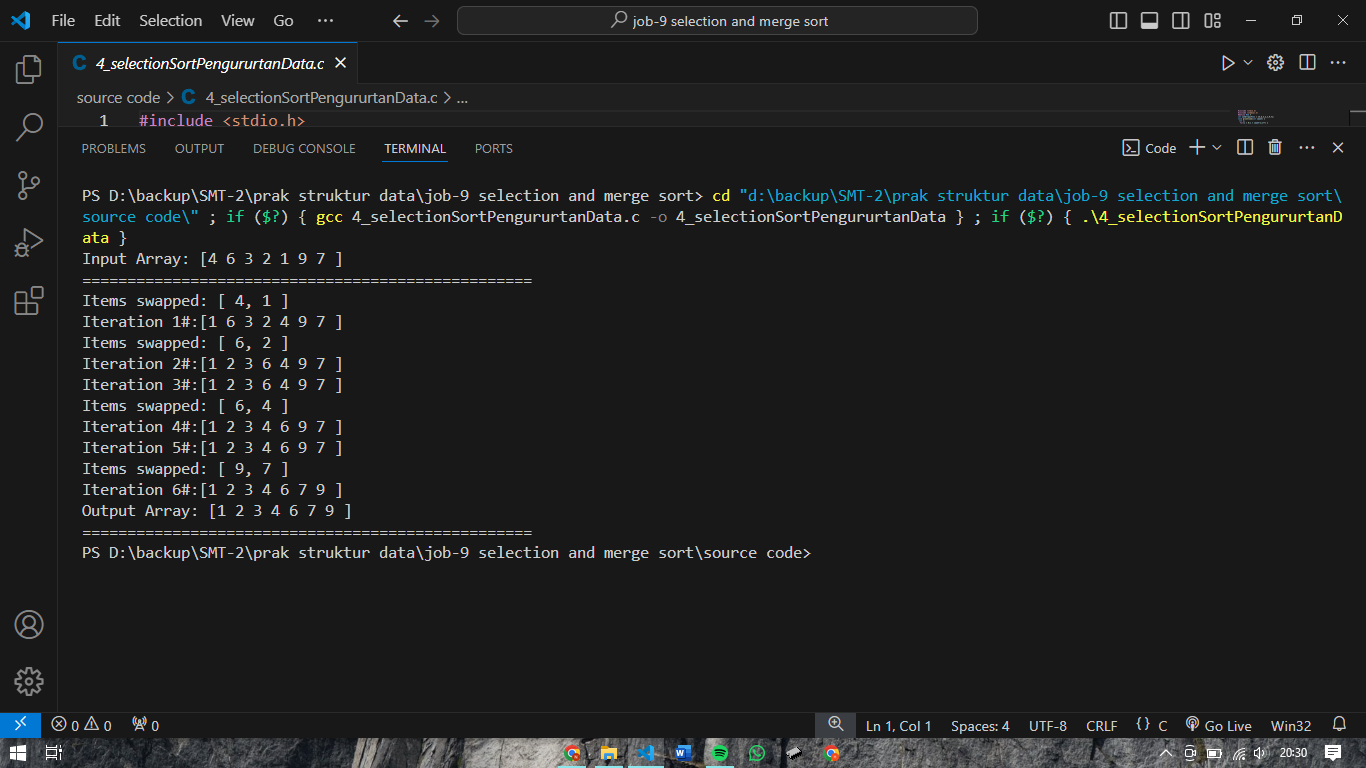 File Edit Selection View Go ··· job-9 selection and merge sort
C 4_selectionSortPengururtanData.c
source code > C 4_selectionSortPengururtanData.c > ...
1 #include <stdio.h>
PROBLEMS OUTPUT DEBUG CONSOLE TERMINAL PORTS Code
PS D:\backup\SMT-2\prak struktur data\job-9 selection and merge sort> cd "d:\backup\SMT-2\prak struktur data\job-9 selection and merge sort\
source code\" ; if ($?) { gcc 4_selectionSortPengururtanData.c -o 4_selectionSortPengururtanData } ; if ($?) { .\4_selectionSortPengururtanD
ata }
Input Array: [4 6 3 2 1 9 7 ]
==================================================
Items swapped: [ 4, 1 ]
Iteration 1#:[1 6 3 2 4 9 7 ]
Items swapped: [ 6, 2 ]
Iteration 2#:[1 2 3 6 4 9 7 ]
Iteration 3#:[1 2 3 6 4 9 7 ]
Items swapped: [ 6, 4 ]
Iteration 4#:[1 2 3 4 6 9 7 ]
Iteration 5#:[1 2 3 4 6 9 7 ]
Items swapped: [ 9, 7 ]
Iteration 6#:[1 2 3 4 6 7 9 ]
Output Array: [1 2 3 4 6 7 9 ]
==================================================
PS D:\backup\SMT-2\prak struktur data\job-9 selection and merge sort\source code>
0 0 0 Ln 1, Col 1 Spaces: 4 UTF-8 CRLF {} C Go Live Win32
20:30